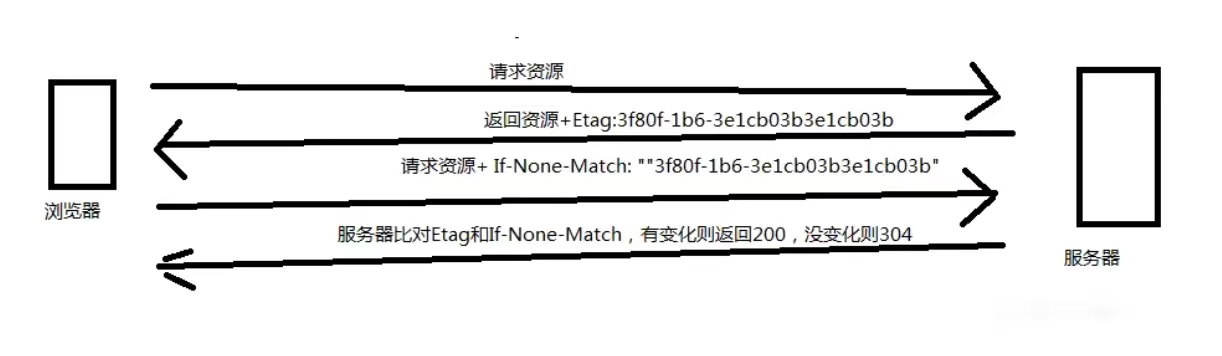 请求资源
返回资源+Etag:3f80f-1b6-3e1cb03b3e1cb03b
请求资源+ If-None-Match: ""3f80f-1b6-3e1cb03b3e1cb03b"
浏览器
服务器比对Etag和If-None-Match，有变化则返回200，没变化则304
服务器